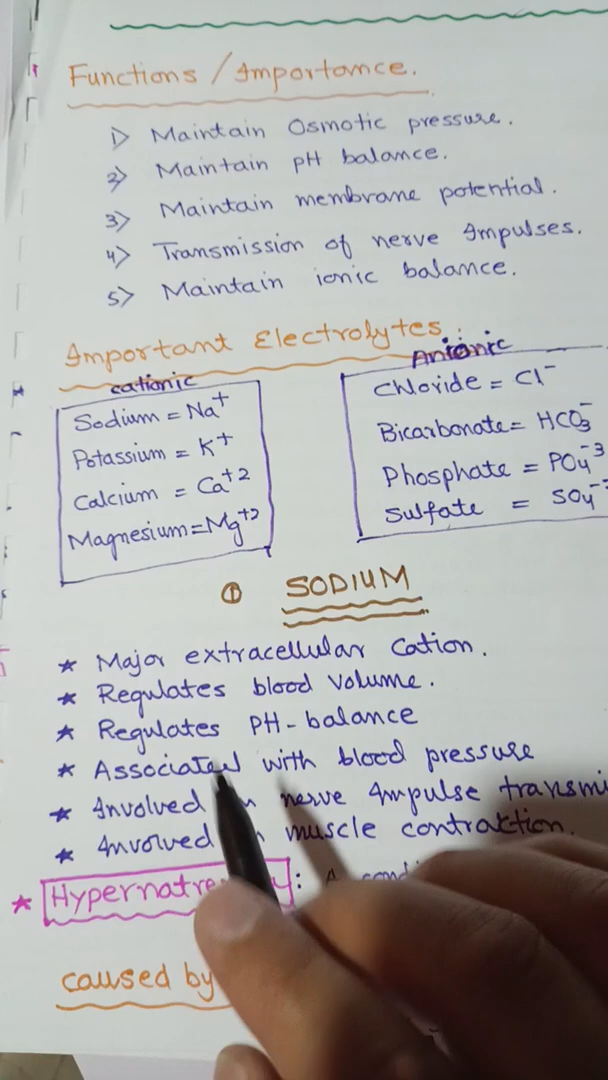 Functions / Importance.
1) Maintain Osmotic pressure.
2) Maintain pH balance.
3) Maintain membrane potential.
4) Transmission of nerve Impulses.
5) Maintain ionic balance.
Important Electrolytes:
cationic
Sodium = Na+
Potassium = K+
Calcium = Ca+2
Magnesium = Mg+2
Anionic
Chloride = Cl-
Bicarbonate = HCO3-
Phosphate = PO4-3
Sulfate = SO4
① SODIUM
* Major extracellular Cation.
* Regulates blood volume.
* Regulates PH-balance
* Associated with blood pressure
* Involved nerve Impulse
* Involved muscle contraction.
* : A
caused by